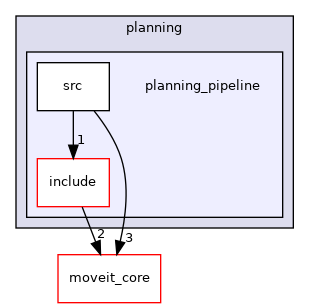 planning
src
planning_pipeline
1
include
2
3
moveit_core